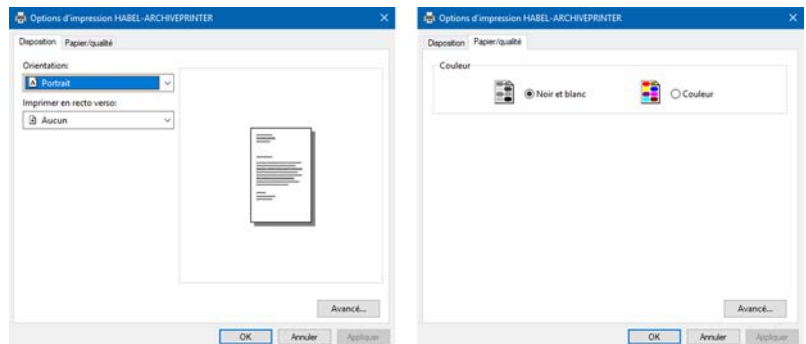 Options d'impression HABEL-ARCHIVEPRINTER
Disposition Papier/qualité
Orientation:
Portrait
Imprimer en recto verso:
Aucun
Avancé...
OK Annuler Appliquer
Options d'impression HABEL-ARCHIVEPRINTER
Disposition Papier/qualité
Couleur
Noir et blanc Couleur
Avancé...
OK Annuler Appliquer